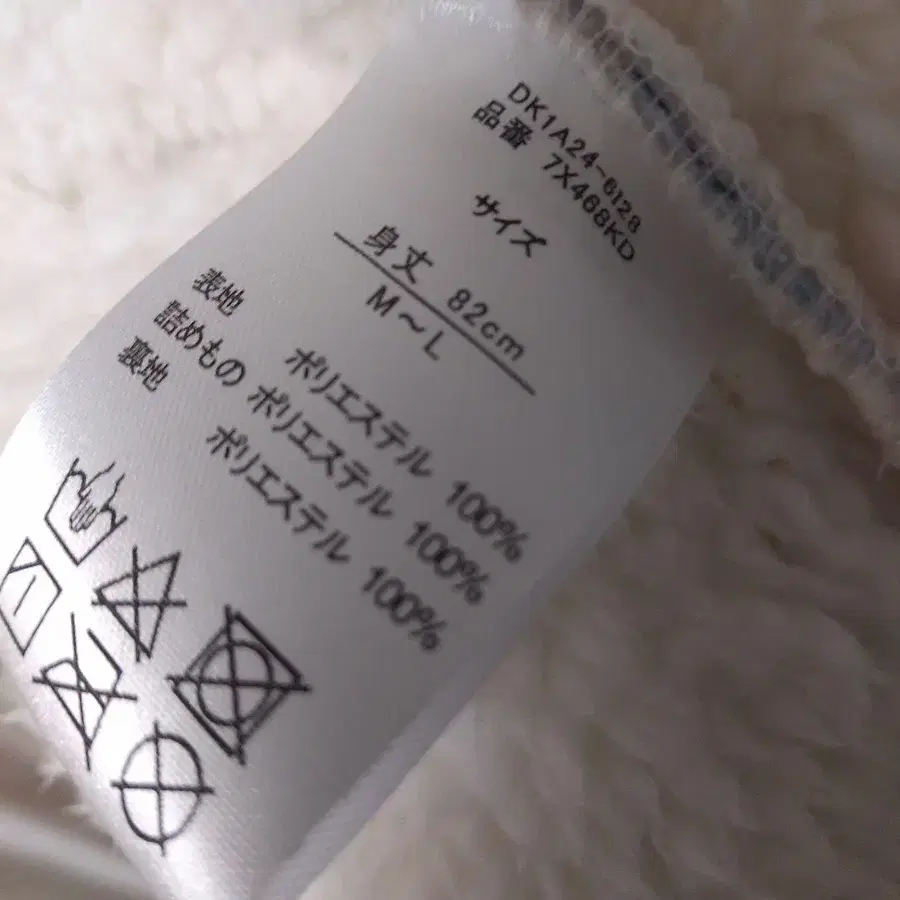 DK1A24-6128
品番 7X468KD
サイズ
身丈 82cm
M〜L
表地 ポリエステル 100%
詰めもの ポリエステル 100%
裏地 ポリエステル 100%